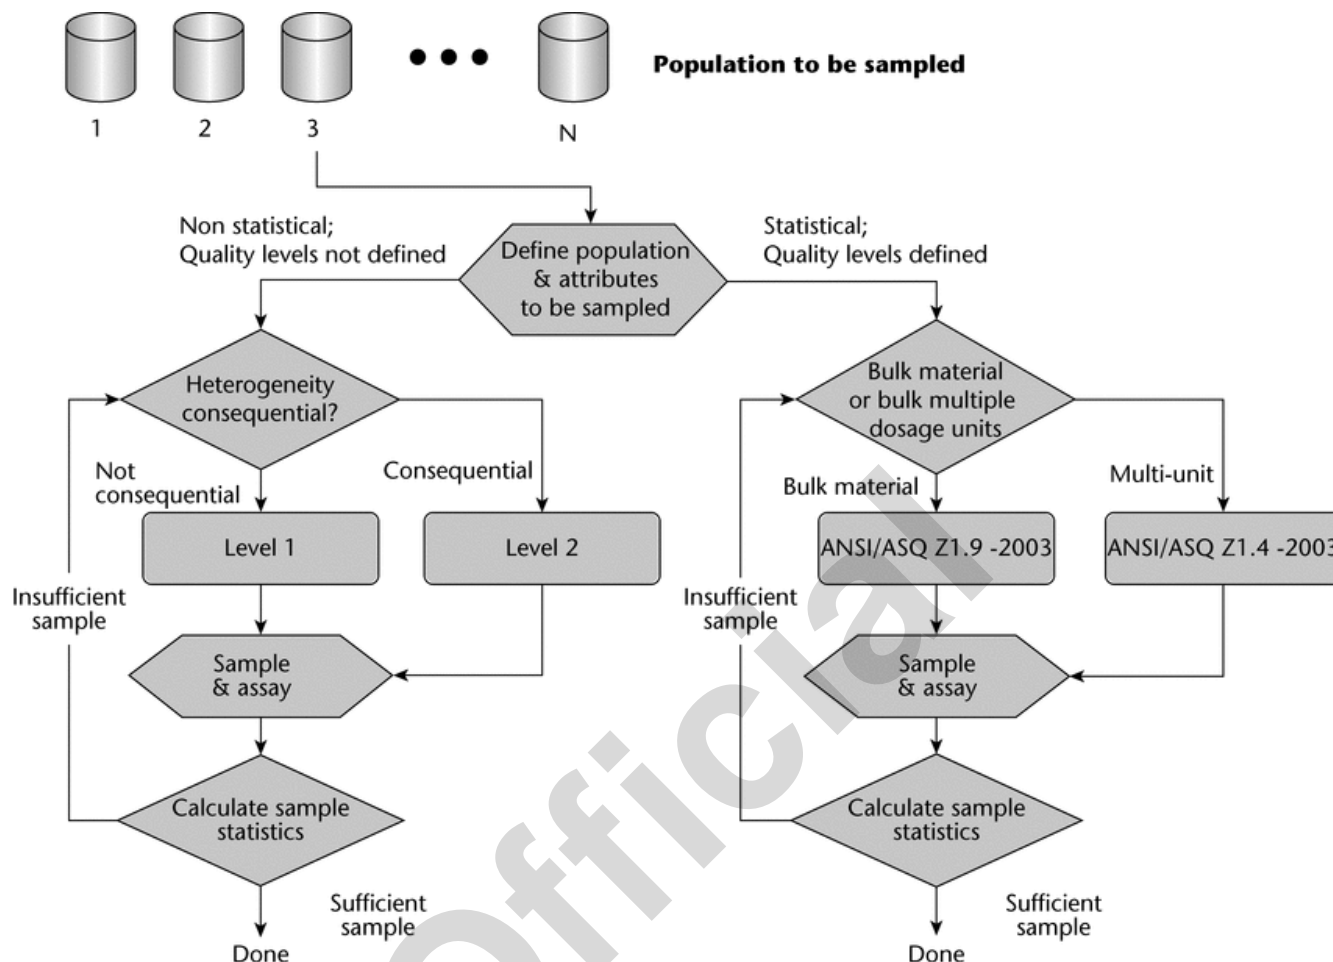 Population to be sampled
1
2
3
N
Non statistical;
Quality levels not defined
Define population
& attributes
to be sampled
Statistical;
Quality levels defined
Heterogeneity
consequential?
Bulk material
or bulk multiple
dosage units
Not
consequential
Consequential
Bulk material
Multi-unit
Level 1
Level 2
ANSI/ASQ Z1.9 -2003
ANSI/ASQ Z1.4 -2003
Insufficient
sample
Insufficient
sample
Sample
& assay
Sample
& assay
Calculate sample
statistics
Calculate sample
statistics
Sufficient
sample
Sufficient
sample
Done
Done
Official